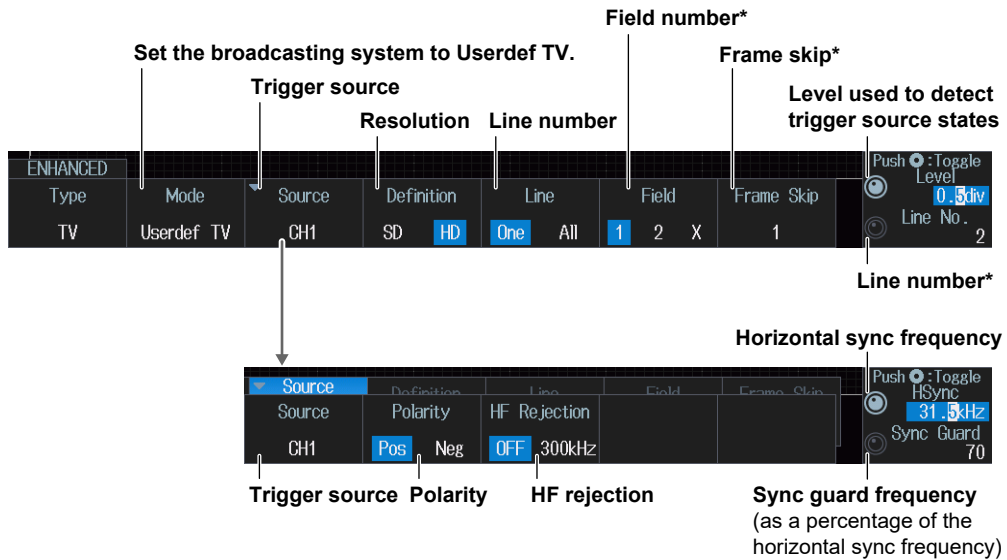 Field number*
Set the broadcasting system to Userdef TV.
Frame skip*
Trigger source
Level used to detect
trigger source states
Resolution Line number
ENHANCED
Push :Toggle
Type Mode Source Definition Line Field Frame Skip
Level
0.5div
TV Userdef TV CH1 SD HD One All 1 2 X 1
Line No.
2
Line number*
Horizontal sync frequency
Source Definition Line Field Frame Skip
Push :Toggle
Source Polarity HF Rejection
HSync
31.5kHz
CH1 Pos Neg OFF 300kHz
Sync Guard
70
Trigger source Polarity HF rejection
Sync guard frequency
(as a percentage of the
horizontal sync frequency)